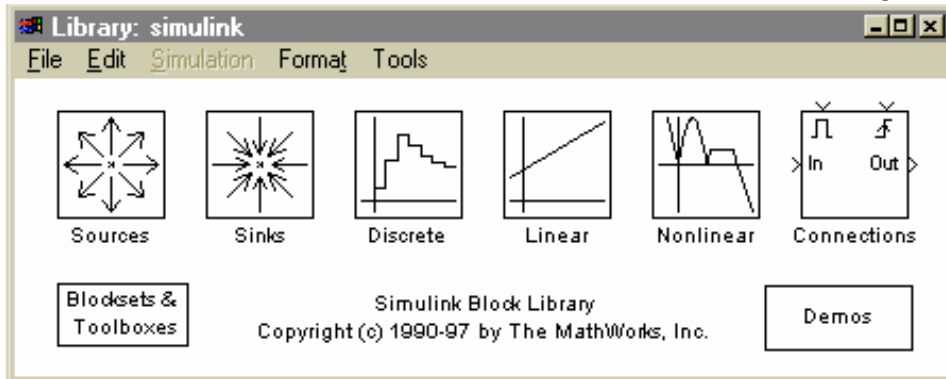 Library: simulink
File Edit Simulation Format Tools
In Out
Sources Sinks Discrete Linear Nonlinear Connections
Blocksets &
Toolboxes
Simulink Block Library
Copyright (c) 1990-97 by The MathWorks, Inc.
Demos